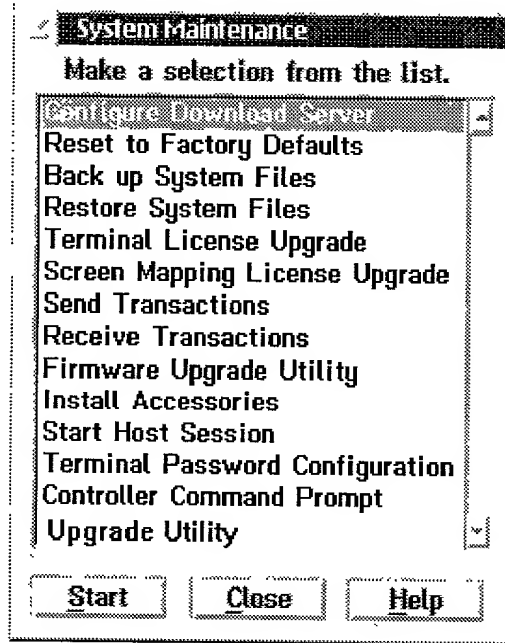 System Maintenance
Make a selection from the list.
Configure Download Server
Reset to Factory Defaults
Back up System Files
Restore System Files
Terminal License Upgrade
Screen Mapping License Upgrade
Send Transactions
Receive Transactions
Firmware Upgrade Utility
Install Accessories
Start Host Session
Terminal Password Configuration
Controller Command Prompt
Upgrade Utility
Start Close Help